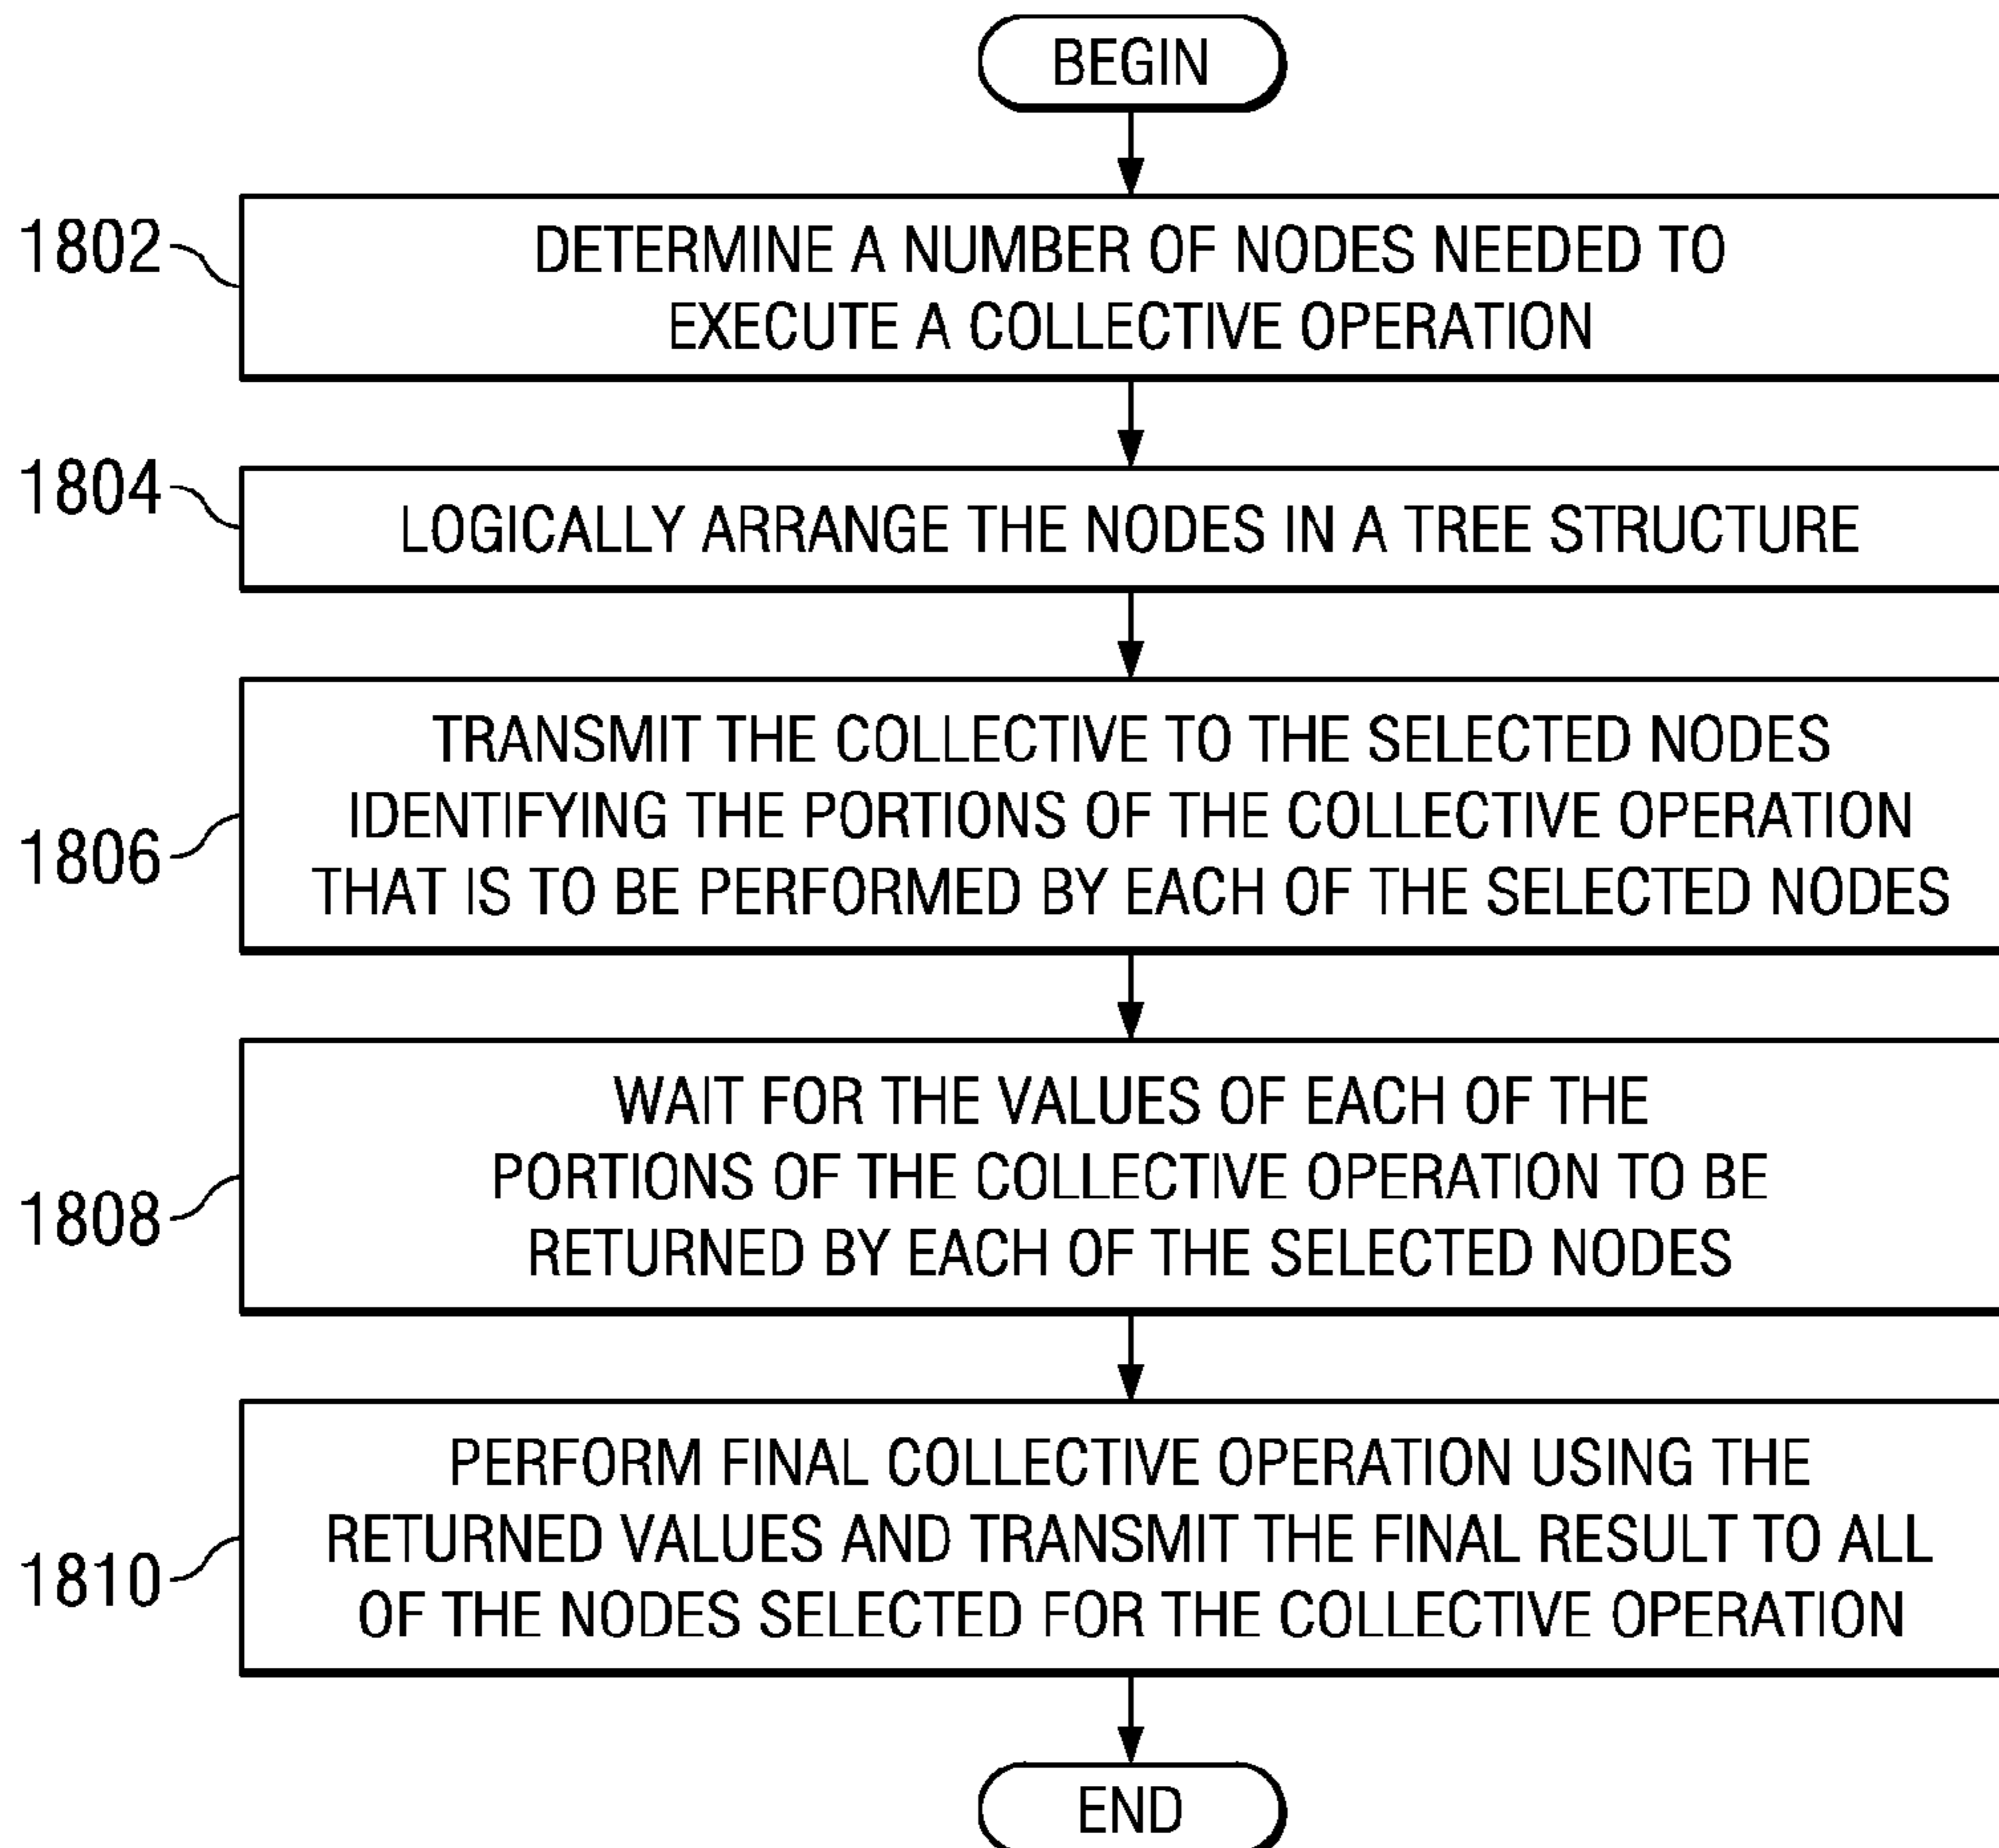 BEGIN
1802
DETERMINE A NUMBER OF NODES NEEDED TO
EXECUTE A COLLECTIVE OPERATION
1804
LOGICALLY ARRANGE THE NODES IN A TREE STRUCTURE
1806
TRANSMIT THE COLLECTIVE TO THE SELECTED NODES
IDENTIFYING THE PORTIONS OF THE COLLECTIVE OPERATION
THAT IS TO BE PERFORMED BY EACH OF THE SELECTED NODES
1808
WAIT FOR THE VALUES OF EACH OF THE
PORTIONS OF THE COLLECTIVE OPERATION TO BE
RETURNED BY EACH OF THE SELECTED NODES
1810
PERFORM FINAL COLLECTIVE OPERATION USING THE
RETURNED VALUES AND TRANSMIT THE FINAL RESULT TO ALL
OF THE NODES SELECTED FOR THE COLLECTIVE OPERATION
END